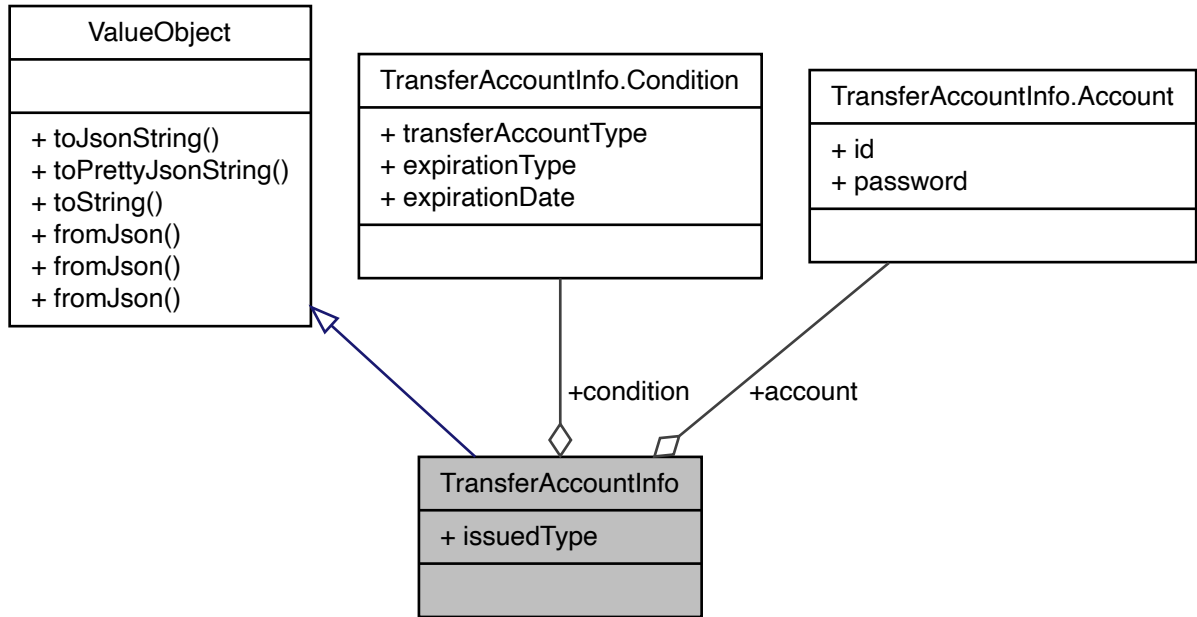 ValueObject
+ toJsonString()
+ toPrettyJsonString()
+ toString()
+ fromJson()
+ fromJson()
+ fromJson()
TransferAccountInfo.Condition
+ transferAccountType
+ expirationType
+ expirationDate
TransferAccountInfo.Account
+ id
+ password
+condition
+account
TransferAccountInfo
+ issuedType